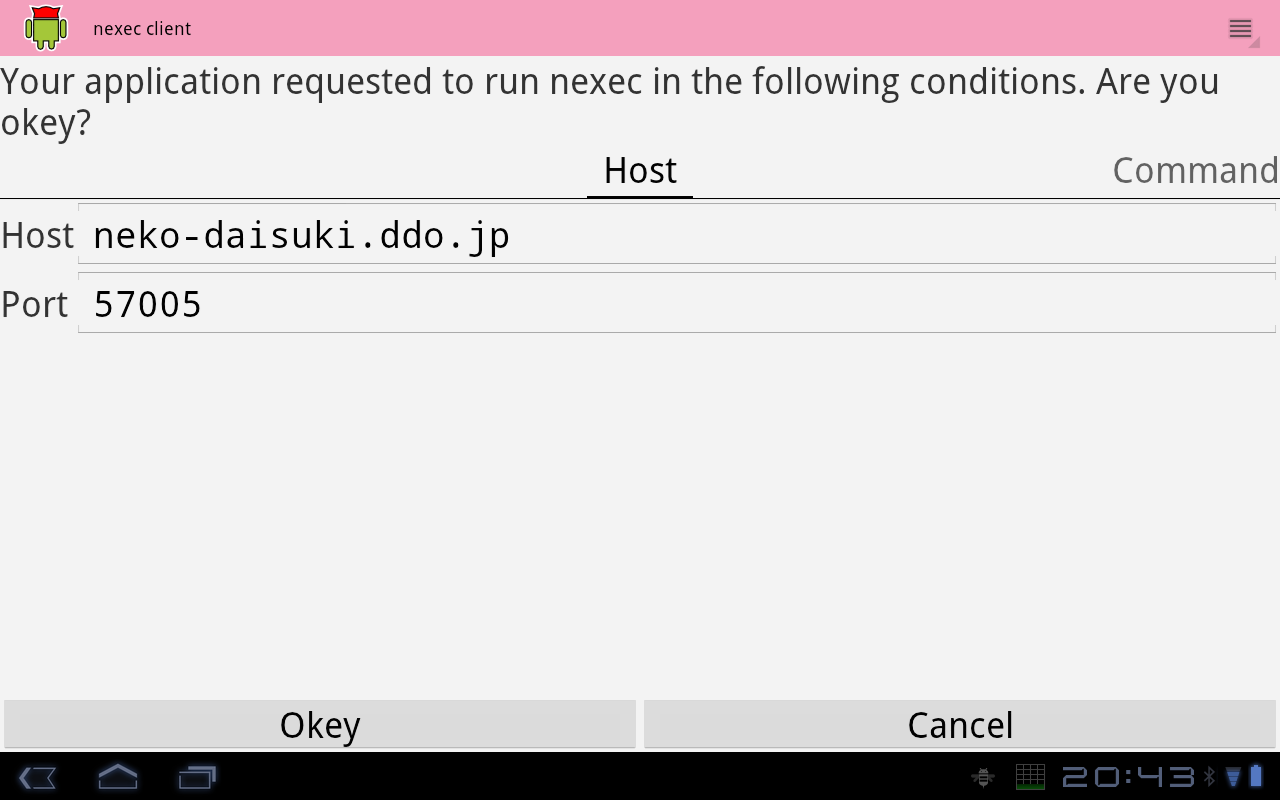 nexec client
Your application requested to run nexec in the following conditions. Are you
okey?
Host
Command
Host neko-daisuki.ddo.jp
Port 57005
Okey
Cancel
20:43